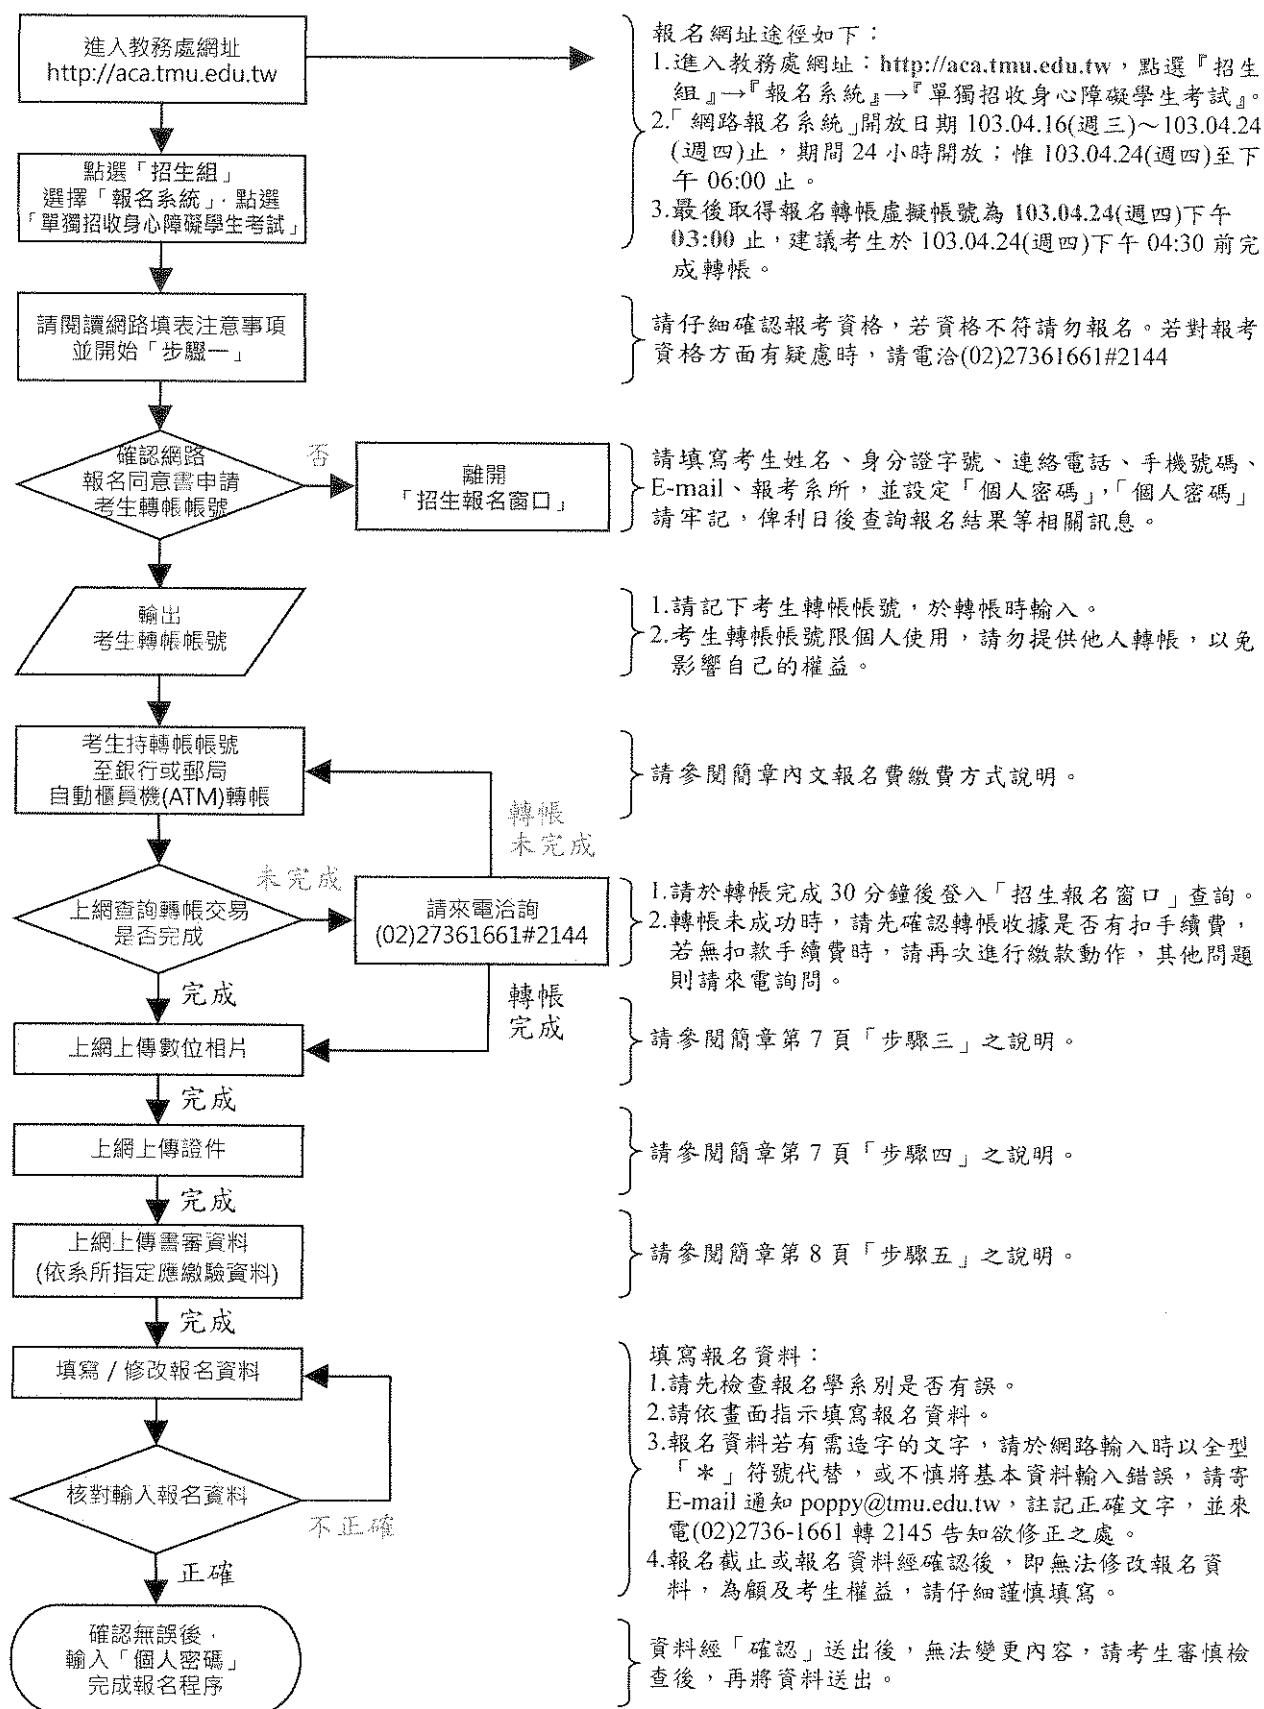 進入教務處網址
http://aca.tmu.edu.tw
報名網址途徑如下：
1.進入教務處網址：http://aca.tmu.edu.tw，點選『招生
組』→『報名系統』→『單獨招收身心障礙學生考試』。
2.「網路報名系統」開放日期 103.04.16(週三)～103.04.24
(週四)止，期間 24 小時開放；惟 103.04.24(週四)至下
午 06:00 止。
3.最後取得報名轉帳虛擬帳號為 103.04.24(週四)下午
03:00 止，建議考生於 103.04.24(週四)下午 04:30 前完
成轉帳。
點選「招生組」
選擇「報名系統」，點選
「單獨招收身心障礙學生考試」
請閱讀網路填表注意事項
並開始「步驟一」
請仔細確認報考資格，若資格不符請勿報名。若對報考
資格方面有疑慮時，請電洽(02)27361661#2144
確認網路
報名同意書申請
考生轉帳帳號
否
離開
「招生報名窗口」
請填寫考生姓名、身分證字號、連絡電話、手機號碼、
E-mail、報考系所，並設定「個人密碼」，「個人密碼」
請牢記，俾利日後查詢報名結果等相關訊息。
輸出
考生轉帳帳號
1.請記下考生轉帳帳號，於轉帳時輸入。
2.考生轉帳帳號限個人使用，請勿提供他人轉帳，以免
影響自己的權益。
考生持轉帳帳號
至銀行或郵局
自動櫃員機(ATM)轉帳
請參閱簡章內文報名費繳費方式說明。
轉帳
未完成
上網查詢轉帳交易
是否完成
未完成
請來電洽詢
(02)27361661#2144
1.請於轉帳完成 30 分鐘後登入「招生報名窗口」查詢。
2.轉帳未成功時，請先確認轉帳收據是否有扣手續費，
若無扣款手續費時，請再次進行繳款動作，其他問題
則請來電詢問。
完成
轉帳
完成
上網上傳數位相片
請參閱簡章第 7 頁「步驟三」之說明。
完成
上網上傳證件
請參閱簡章第 7 頁「步驟四」之說明。
完成
上網上傳書審資料
(依系所指定應繳驗資料)
請參閱簡章第 8 頁「步驟五」之說明。
完成
填寫 / 修改報名資料
填寫報名資料：
1.請先檢查報名學系別是否有誤。
2.請依畫面指示填寫報名資料。
3.報名資料若有需造字的文字，請於網路輸入時以全型
「＊」符號代替，或不慎將基本資料輸入錯誤，請寄
E-mail 通知 poppy@tmu.edu.tw，註記正確文字，並來
電(02)2736-1661 轉 2145 告知欲修正之處。
4.報名截止或報名資料經確認後，即無法修改報名資
料，為顧及考生權益，請仔細謹慎填寫。
核對輸入報名資料
不正確
正確
確認無誤後，
輸入「個人密碼」
完成報名程序
資料經「確認」送出後，無法變更內容，請考生審慎檢
查後，再將資料送出。